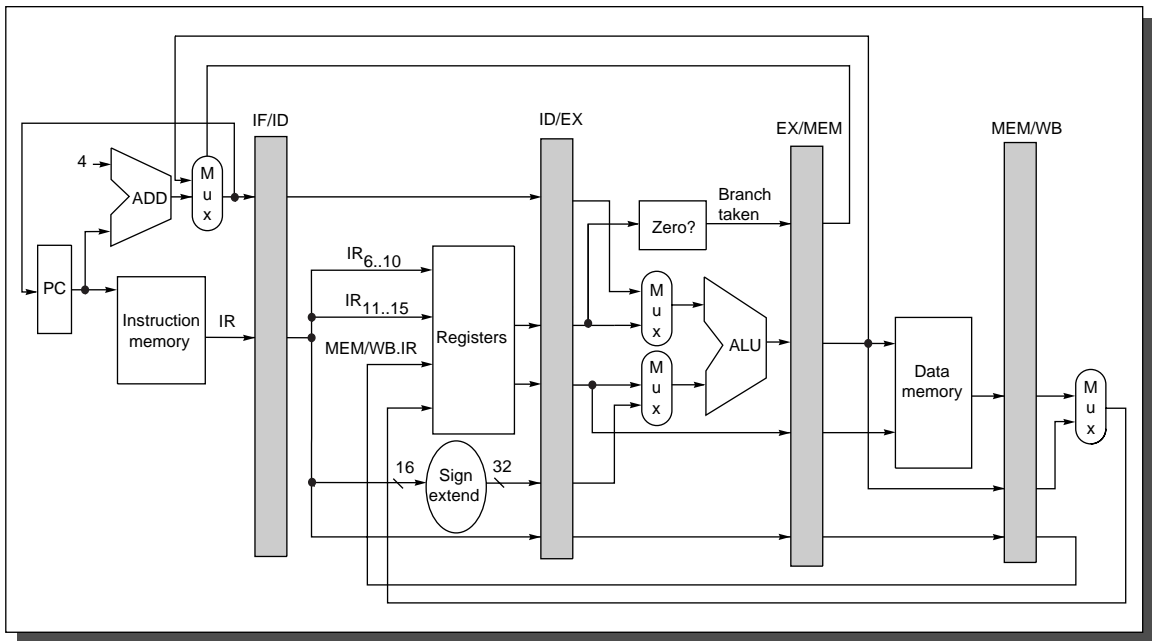 IF/ID
ID/EX
EX/MEM
MEM/WB
4
ADD
M
u
x
PC
Instruction
memory
IR
IR6..10
IR11..15
MEM/WB.IR
Registers
16
Sign
extend
32
Zero?
Branch
taken
M
u
x
M
u
x
ALU
Data
memory
M
u
x